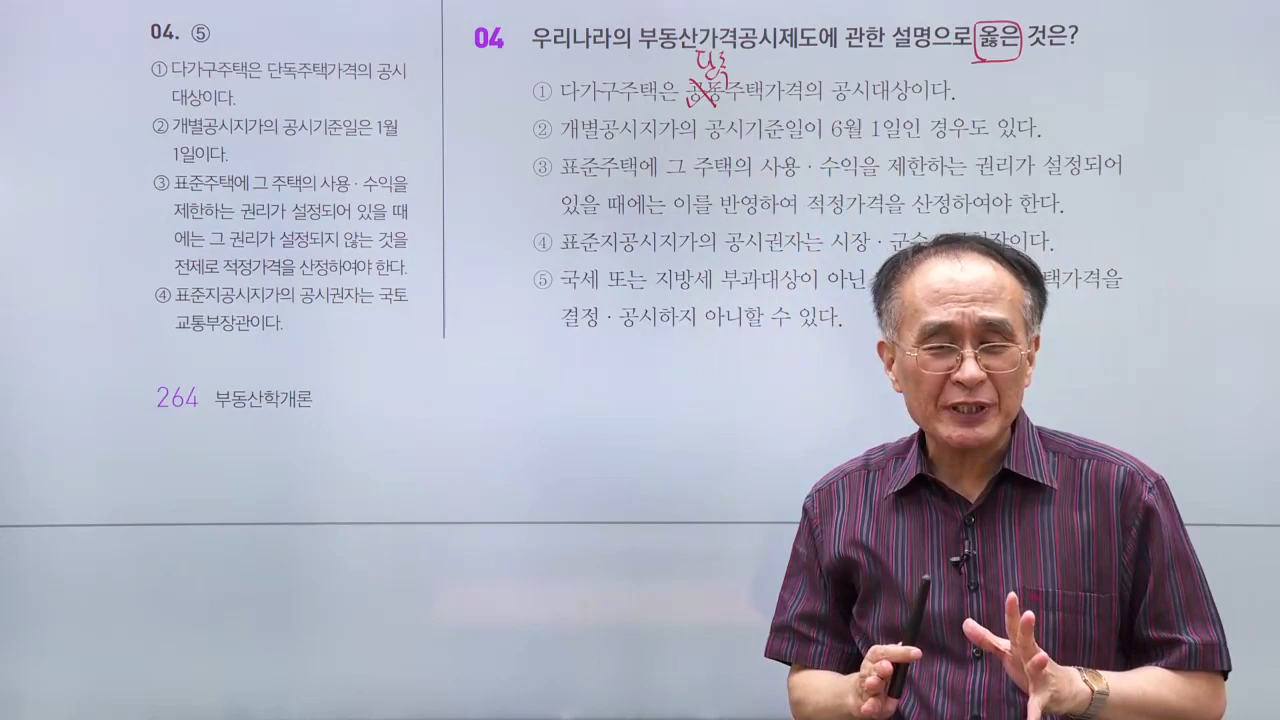 04. ⑤
① 다가구주택은 단독주택가격의 공시
대상이다.
② 개별공시지가의 공시기준일은 1월
1일이다.
③ 표준주택에 그 주택의 사용·수익을
제한하는 권리가 설정되어 있을 때
에는 그 권리가 설정되지 않는 것을
전제로 적정가격을 산정하여야 한다.
④ 표준지공시지가의 공시권자는 국토
교통부장관이다.
264 부동산학개론
04 우리나라의 부동산가격공시제도에 관한 설명으로 옳은 것은?
단독
① 다가구주택은 공동주택가격의 공시대상이다.
② 개별공시지가의 공시기준일이 6월 1일인 경우도 있다.
③ 표준주택에 그 주택의 사용·수익을 제한하는 권리가 설정되어
있을 때에는 이를 반영하여 적정가격을 산정하여야 한다.
④ 표준지공시지가의 공시권자는 시장·군수
⑤ 국세 또는 지방세 부과대상이 아닌 택가격을
결정·공시하지 아니할 수 있다.